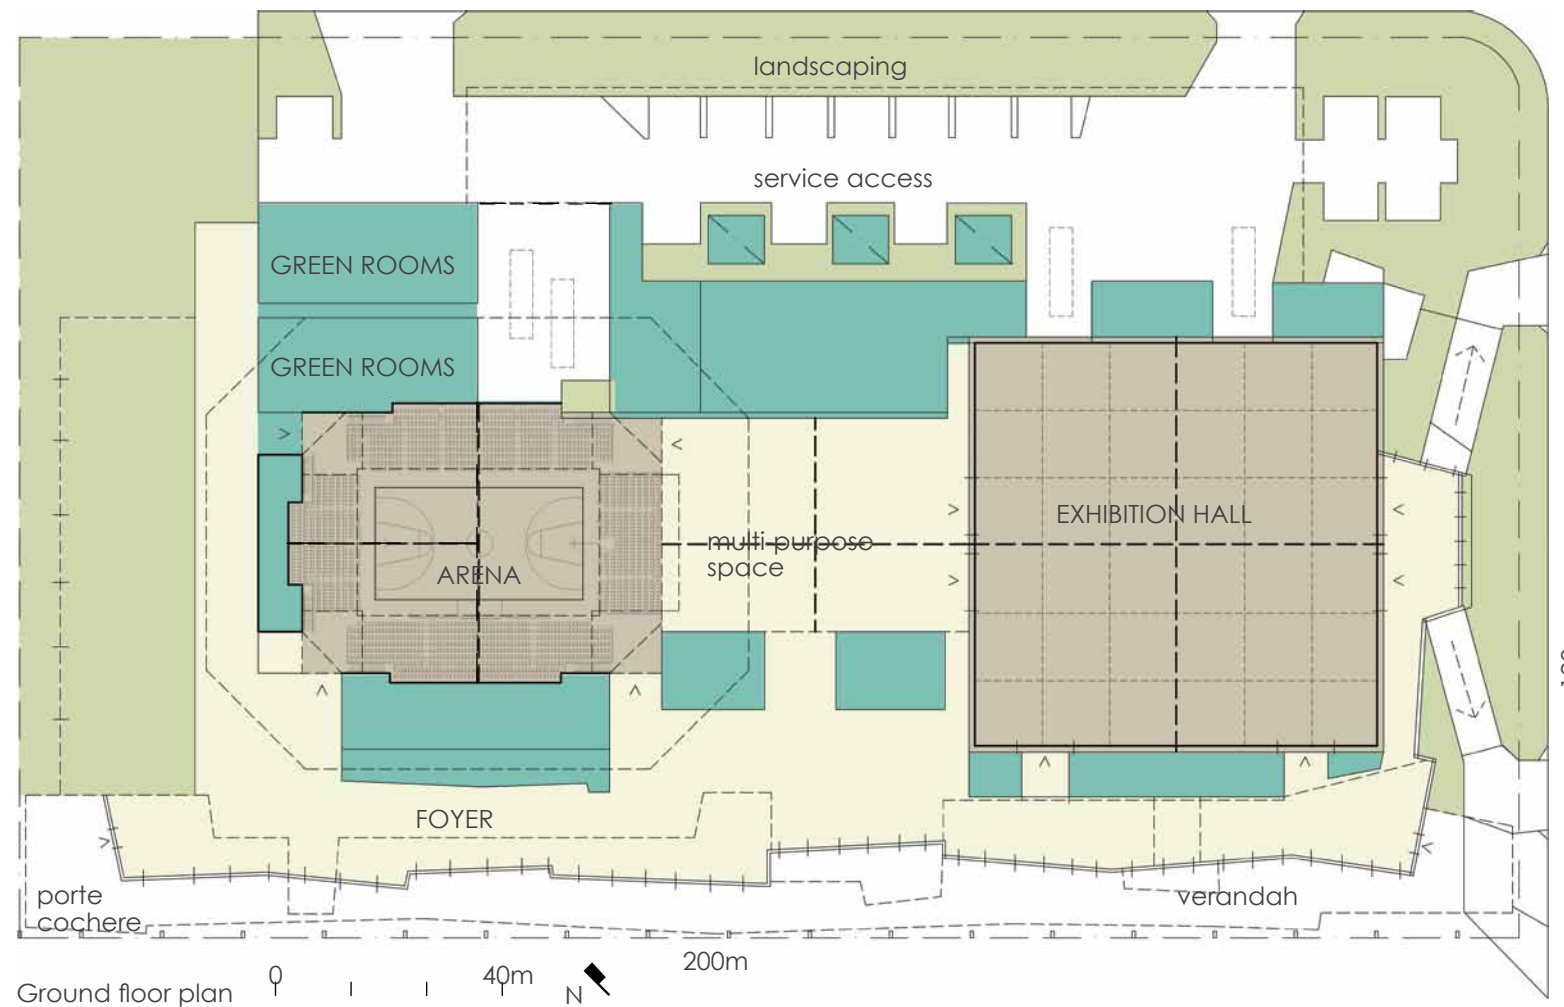 landscaping
service access
GREEN ROOMS
GREEN ROOMS
EXHIBITION HALL
multi-purpose
space
ARENA
FOYER
porte
cochere
verandah
200m
0
40m
N
Ground floor plan